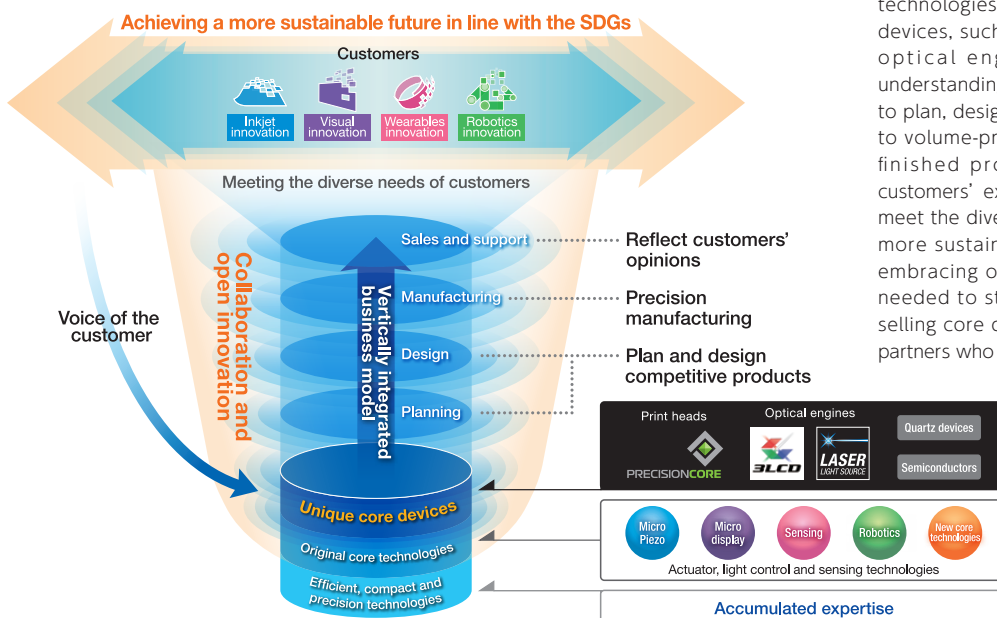 Achieving a more sustainable future in line with the SDGs
Customers
Inkjet
innovation
Visual
innovation
Wearables
innovation
Robotics
innovation
Meeting the diverse needs of customers
Voice of the
customer
Collaboration and
open innovation
Vertically integrated
business model
Sales and support
Manufacturing
Design
Planning
Unique core devices
Original core technologies
Efficient, compact and
precision technologies
Reflect customers’
opinions
Precision
manufacturing
Plan and design
competitive products
Print heads
PRECISIONCORE
Optical engines
3LCD
LASER
LIGHT SOURCE
Quartz devices
Semiconductors
Micro
Piezo
Micro
display
Sensing
Robotics
New core
technologies
Actuator, light control and sensing technologies
Accumulated expertise
technologies
devices, such
optical eng
understanding
to plan, desig
to volume-pr
finished pro
customers’ ex
meet the dive
more sustain
embracing o
needed to st
selling core
partners who